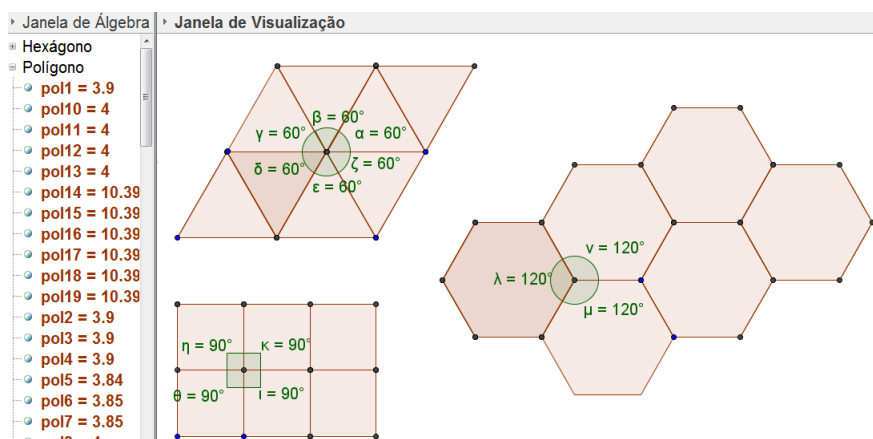 Janela de Álgebra
Janela de Visualização
Hexágono
Polígono
pol1 = 3.9
pol10 = 4
pol11 = 4
pol12 = 4
pol13 = 4
pol14 = 10.39
pol15 = 10.39
pol16 = 10.39
pol17 = 10.39
pol18 = 10.39
pol19 = 10.39
pol2 = 3.9
pol3 = 3.9
pol4 = 3.9
pol5 = 3.84
pol6 = 3.85
pol7 = 3.85
β = 60°
γ = 60°
α = 60°
δ = 60°
ζ = 60°
ε = 60°
η = 90°
κ = 90°
θ = 90°
ι = 90°
ν = 120°
λ = 120°
μ = 120°